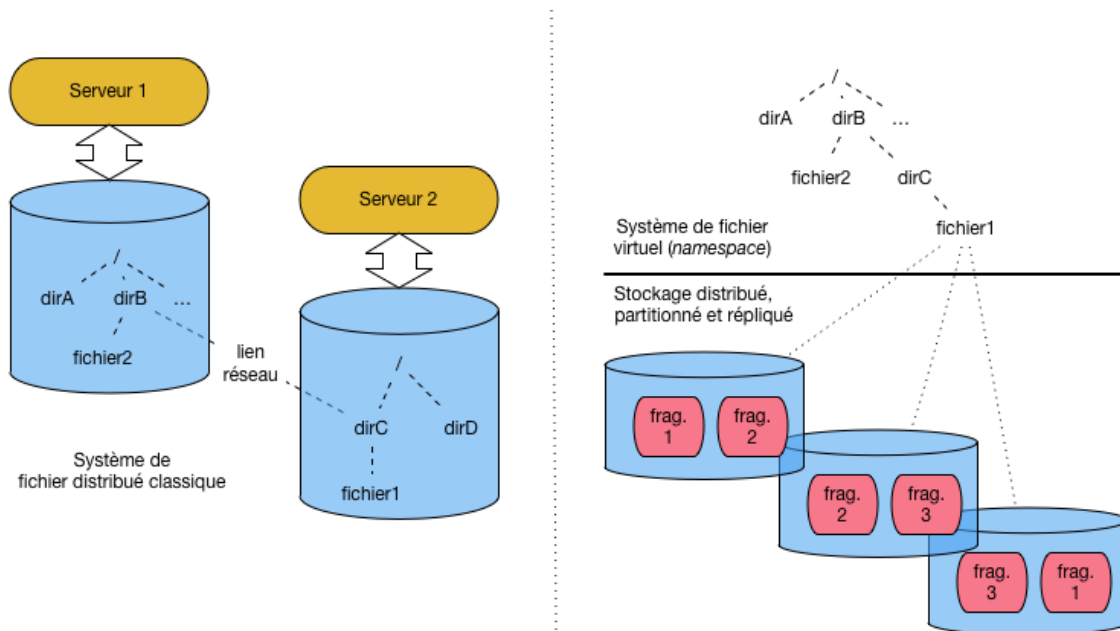 Serveur 1
Serveur 2
/
dirA dirB ...
fichier2
lien
réseau
/
dirC dirD
fichier1
Système de
fichier distribué classique
/
dirA dirB ...
fichier2 dirC
fichier1
Système de fichier
virtuel (namespace)
Stockage distribué,
partitionné et répliqué
frag.
1
frag.
2
frag.
2
frag.
3
frag.
3
frag.
1